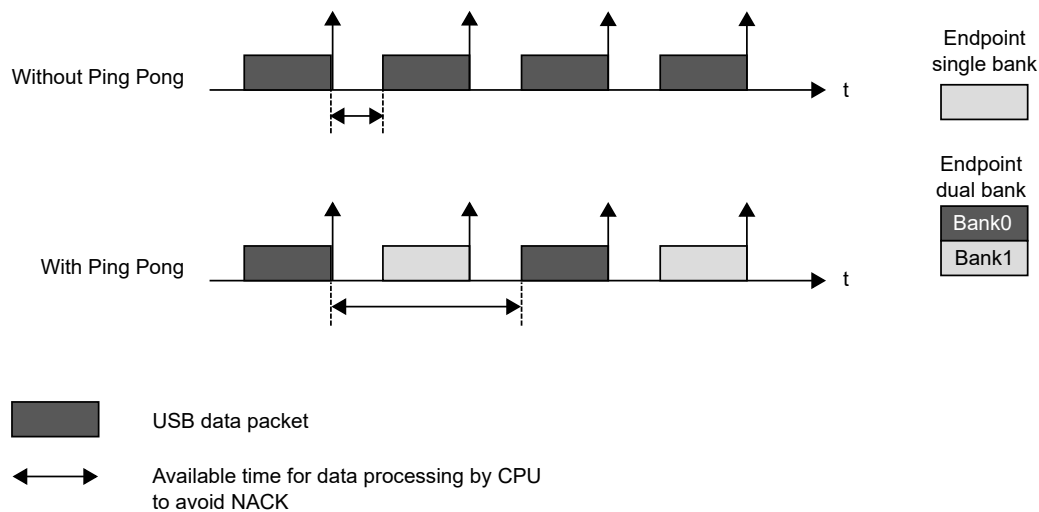 Without Ping Pong
t
Endpoint
single bank
Endpoint
dual bank
Bank0
Bank1
With Ping Pong
t
USB data packet
Available time for data processing by CPU
to avoid NACK